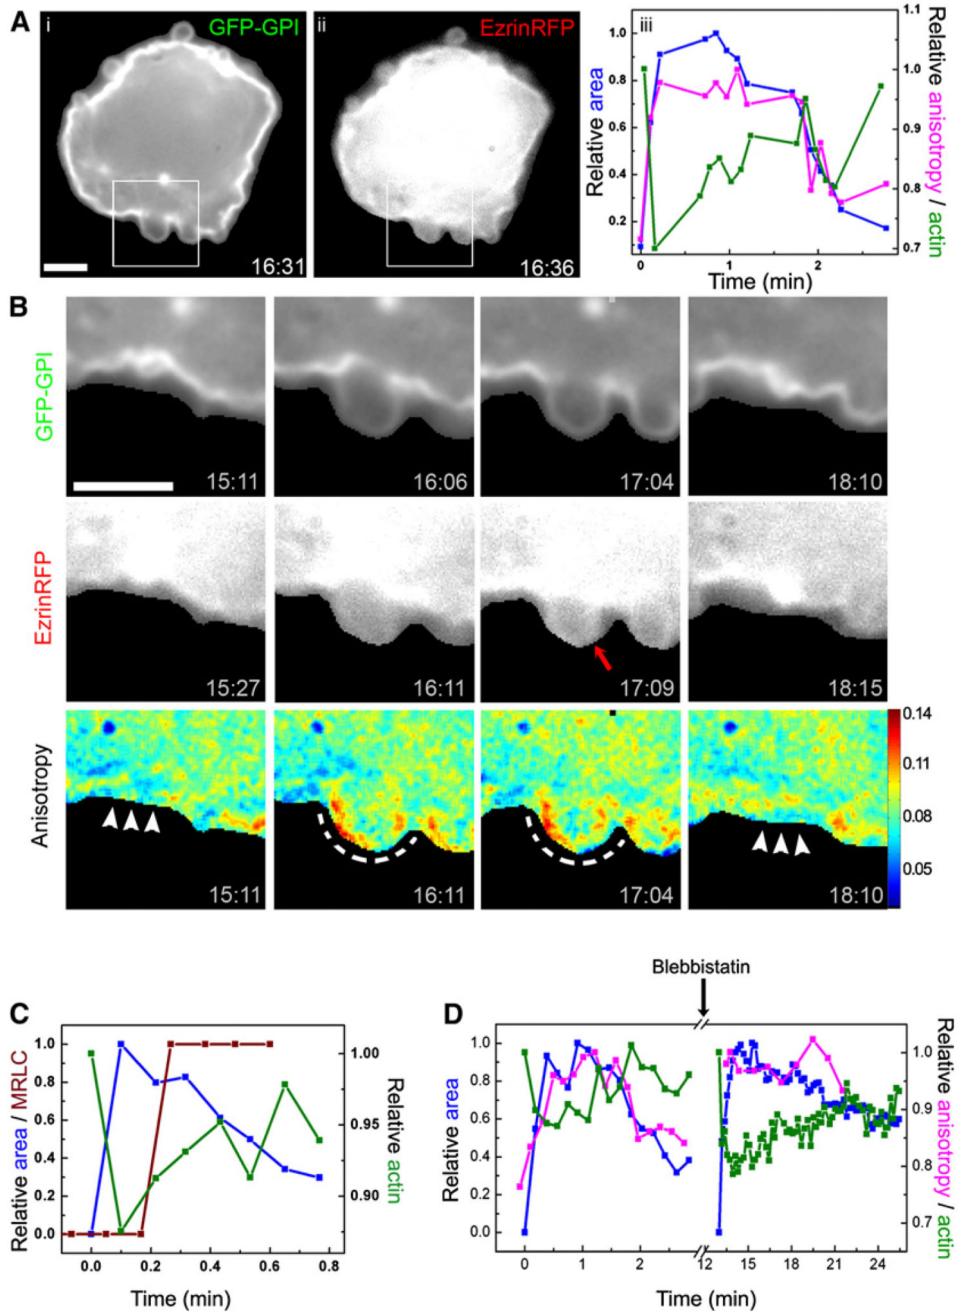 A
i
GFP-GPI
16:31
ii
EzrinRFP
16:36
iii
Relative area
1.0
0.8
0.6
0.4
0.2
0
1
2
Time (min)
1.1
1.0
0.9
0.8
0.7
Relative anisotropy / actin
B
GFP-GPI
15:11
16:06
17:04
18:10
EzrinRFP
15:27
16:11
17:09
18:15
Anisotropy
15:11
16:11
17:04
18:10
0.14
0.11
0.08
0.05
C
Relative area / MRLC
1.0
0.8
0.6
0.4
0.2
0.0
0.0
0.2
0.4
0.6
0.8
Time (min)
1.00
0.95
0.90
Relative actin
D
Blebbistatin
Relative area
1.0
0.8
0.6
0.4
0.2
0.0
0
1
2
12
15
18
21
24
Time (min)
1.0
0.9
0.8
0.7
Relative anisotropy / actin